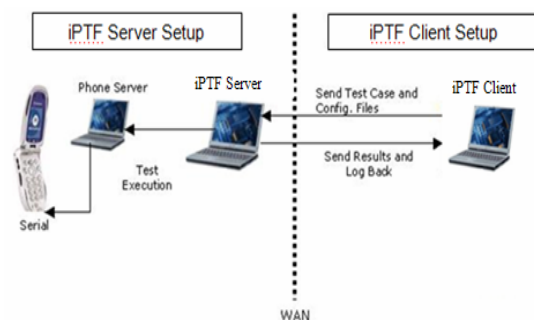 iPTF Server Setup
iPTF Client Setup
Phone Server
iPTF Server
Send Test Case and
Config. Files
iPTF Client
Test
Execution
Send Results and
Log Back
Serial
WAN